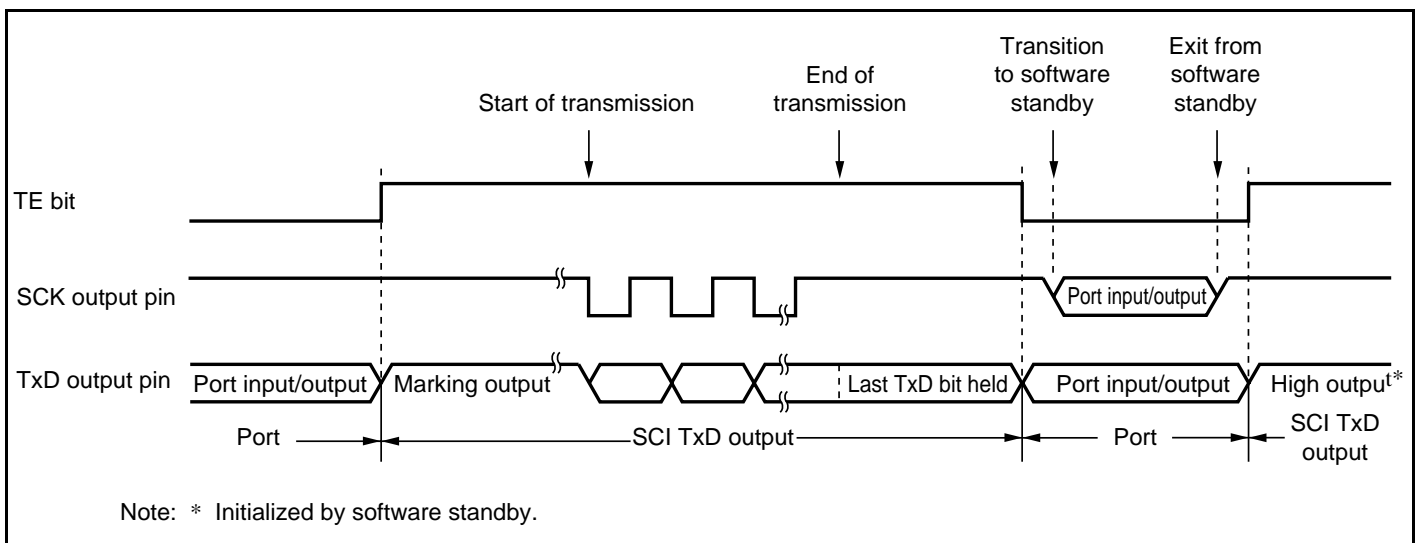 Transition
to software
standby
Exit from
software
standby
End of
transmission
Start of transmission
TE bit
SCK output pin
Port input/output
TxD output pin
Port input/output
Marking output
Last TxD bit held
Port input/output
High output*
Port
SCI TxD output
Port
SCI TxD
output
Note: * Initialized by software standby.